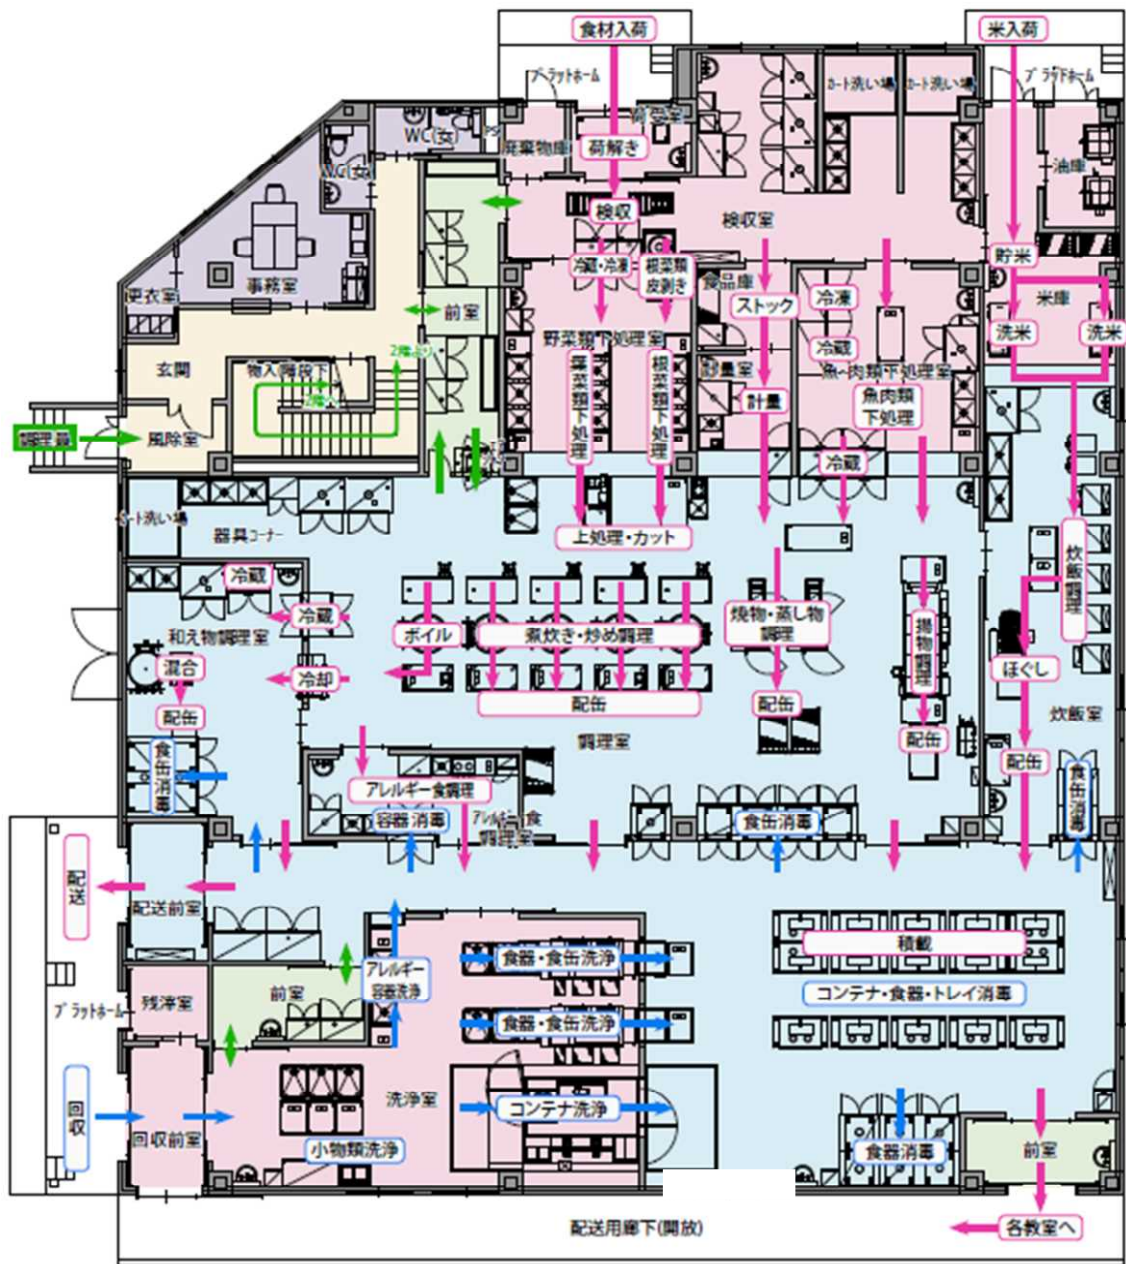 食材入荷
米入荷
プラットホーム
プラットホーム
カート洗い場
カート洗い場
WC(女)
PS
荷受室
廃棄物庫
荷解き
油庫
WC(女)
検収
検収室
貯米
冷蔵・冷凍
根菜類
皮剥き
食品庫
ストック
冷凍
米庫
更衣室
事務室
前室
洗米
洗米
野菜類下処理室
冷蔵
2階より
玄関
物入(階段下)
計量室
魚・肉類下処理室
2階へ
葉菜類下処理
根菜類下処理
計量
魚肉類
下処理
調理員
風除室
冷蔵
カート洗い場
器具コーナー
上処理・カット
炊飯調理
冷蔵
冷蔵
和え物調理室
ボイル
煮炊き・炒め調理
焼物・蒸し物
調理
揚物調理
混合
冷却
ほぐし
配缶
配缶
配缶
炊飯室
調理室
配缶
配缶
食缶消毒
アレルギー食調理
容器消毒
アレルギー食
調理室
食缶消毒
食缶消毒
配送
配送前室
積載
アレルギー
容器洗浄
食器・食缶洗浄
残滓室
前室
コンテナ・食器・トレイ消毒
プラットホーム
食器・食缶洗浄
回収
洗浄室
コンテナ洗浄
回収前室
小物類洗浄
食器消毒
前室
配送用廊下(開放)
各教室へ